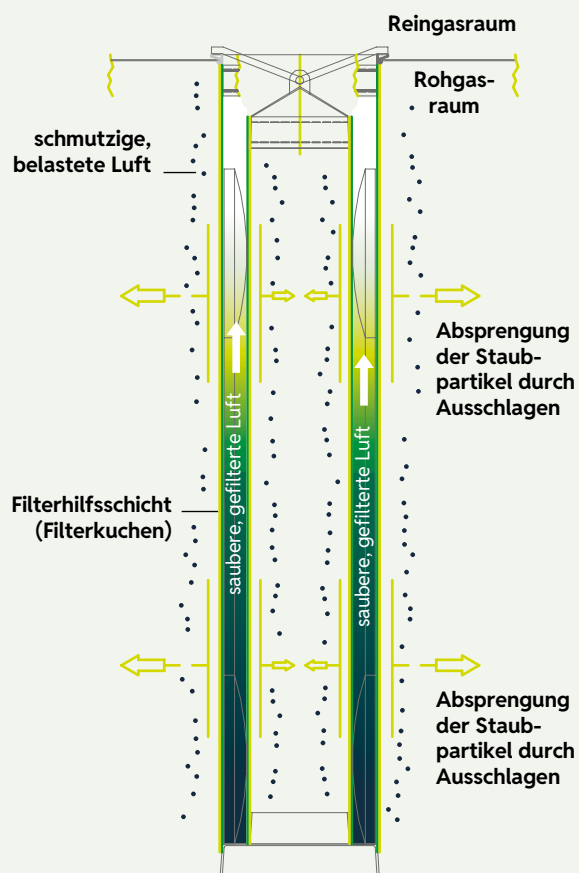 Reingasraum
Rohgas-
raum
schmutzige,
belastete Luft
Absprengung
der Staub-
partikel durch
Ausschlagen
saubere, gefilterte Luft
saubere, gefilterte Luft
Filterhilfsschicht
(Filterkuchen)
Absprengung
der Staub-
partikel durch
Ausschlagen